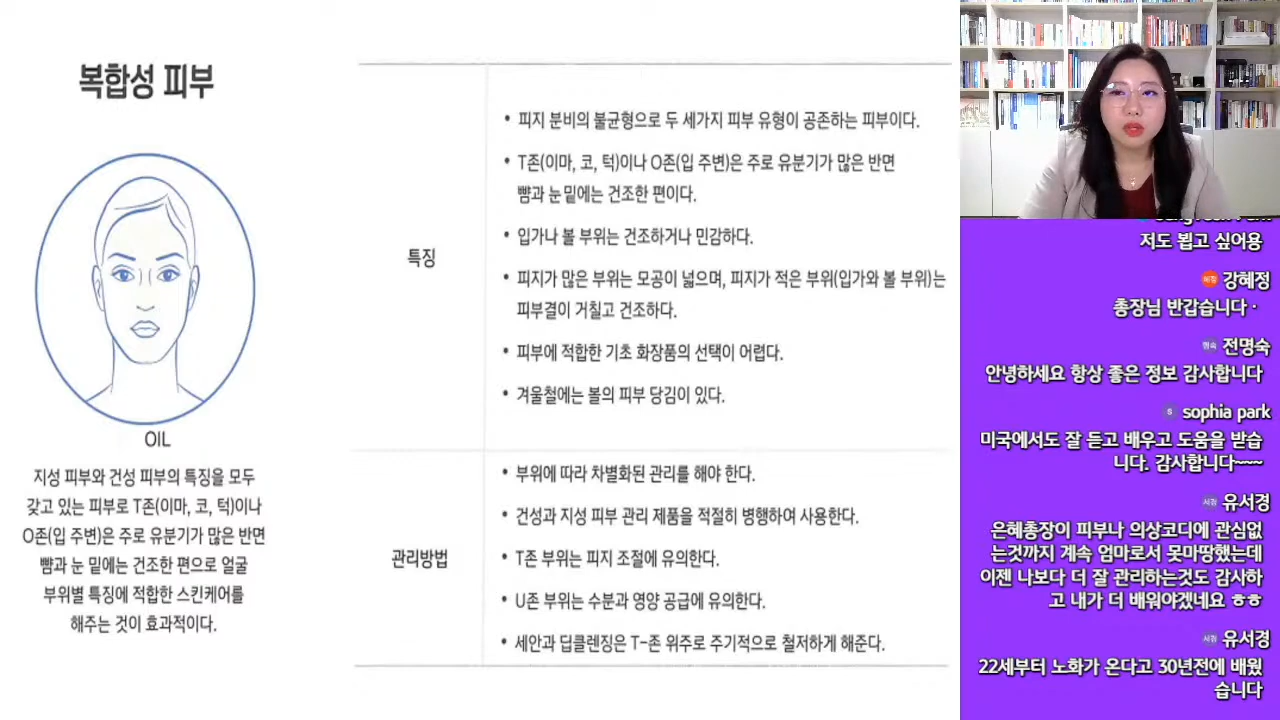 복합성 피부
OIL
지성 피부와 건성 피부의 특징을 모두
갖고 있는 피부로 T존(이마, 코, 턱)이나
O존(입 주변)은 주로 유분기가 많은 반면
뺨과 눈 밑에는 건조한 편으로 얼굴
부위별 특징에 적합한 스킨케어를
해주는 것이 효과적이다.
특징
• 피지 분비의 불균형으로 두 세가지 피부 유형이 공존하는 피부이다.
• T존(이마, 코, 턱)이나 O존(입 주변)은 주로 유분기가 많은 반면
뺨과 눈 밑에는 건조한 편이다.
• 입가나 볼 부위는 건조하거나 민감하다.
• 피지가 많은 부위는 모공이 넓으며, 피지가 적은 부위(입가와 볼 부위)는
피부결이 거칠고 건조하다.
• 피부에 적합한 기초 화장품의 선택이 어렵다.
• 겨울철에는 볼의 피부 당김이 있다.
관리방법
• 부위에 따라 차별화된 관리를 해야 한다.
• 건성과 지성 피부 관리 제품을 적절히 병행하여 사용한다.
• T존 부위는 피지 조절에 유의한다.
• U존 부위는 수분과 영양 공급에 유의한다.
• 세안과 딥클렌징은 T-존 위주로 주기적으로 철저하게 해준다.
저도 뵙고 싶어용
혜정 강혜정
총장님 반갑습니다·
명숙 전명숙
안녕하세요 항상 좋은 정보 감사합니다
s sophia park
미국에서도 잘 듣고 배우고 도움을 받습
니다. 감사합니다~~~
서경 유서경
은혜총장이 피부나 의상코디에 관심없
는것까지 계속 엄마로서 못마땅했는데
이젠 나보다 더 잘 관리하는것도 감사하
고 내가 더 배워야겠네요 ㅎㅎ
서경 유서경
22세부터 노화가 온다고 30년전에 배웠
습니다